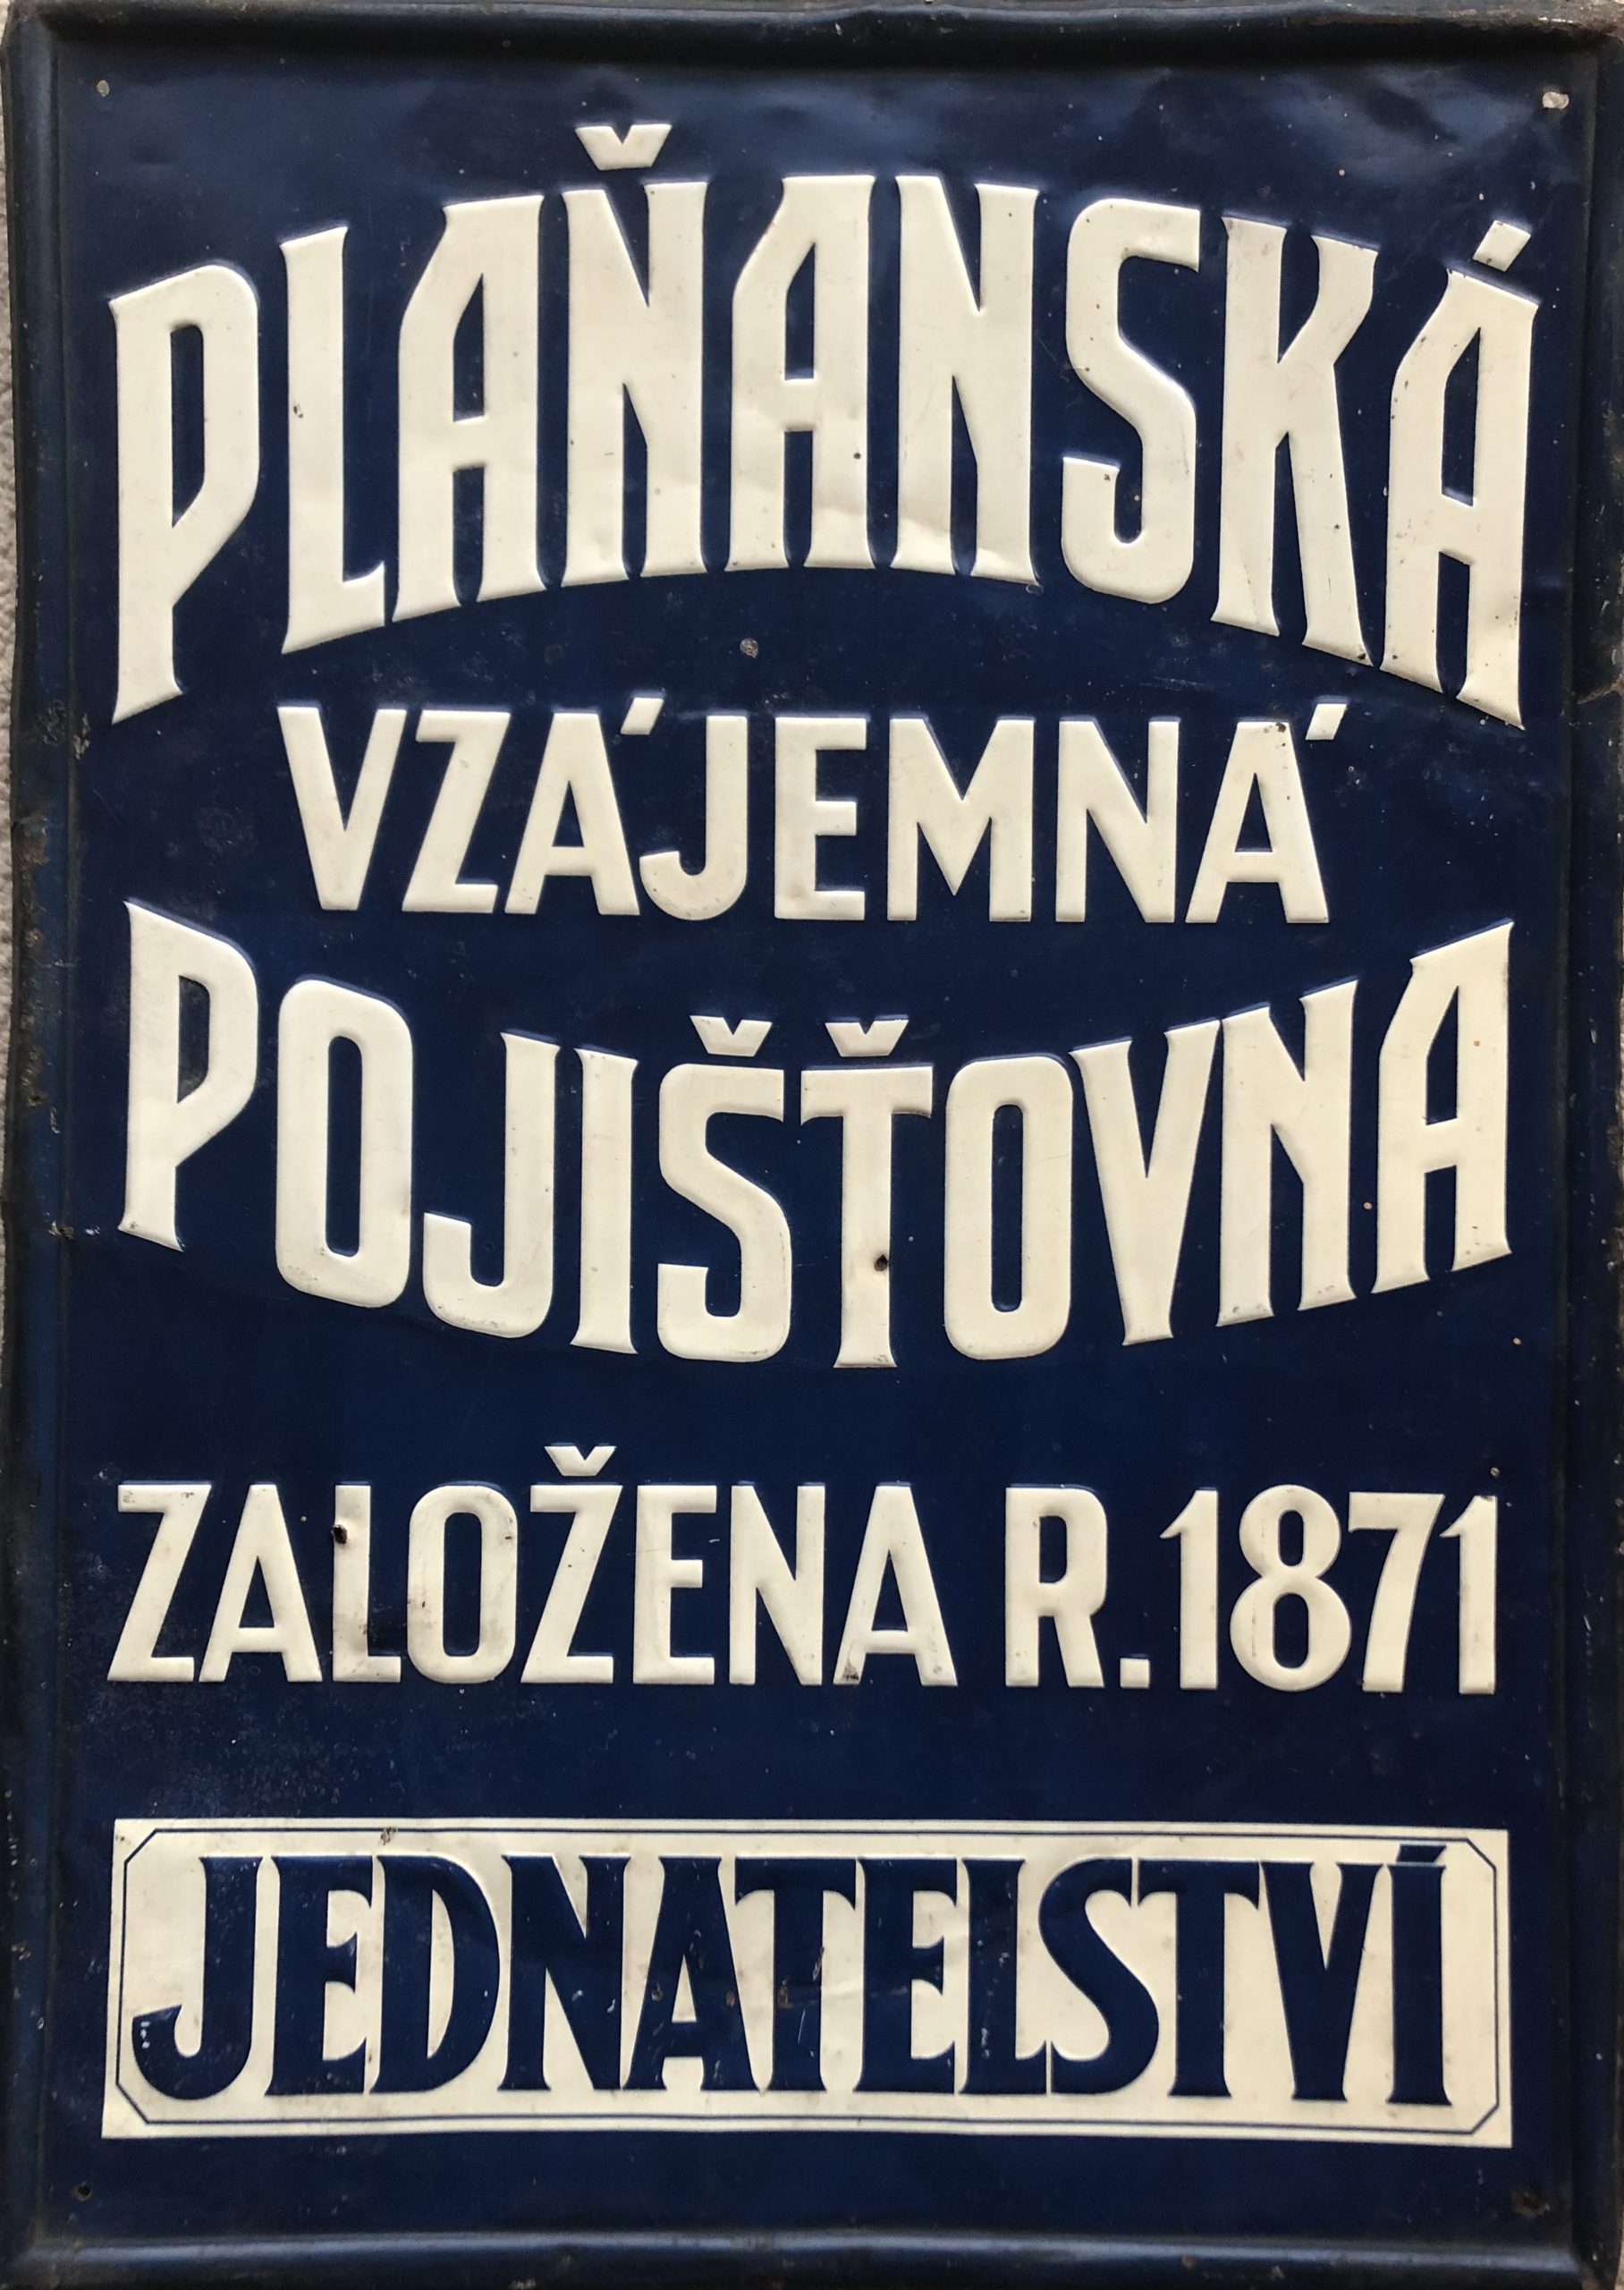 PLAŇANSKÁ
VZÁJEMNÁ
POJIŠŤOVNA
ZALOŽENA R.1871
JEDNATELSTVÍ